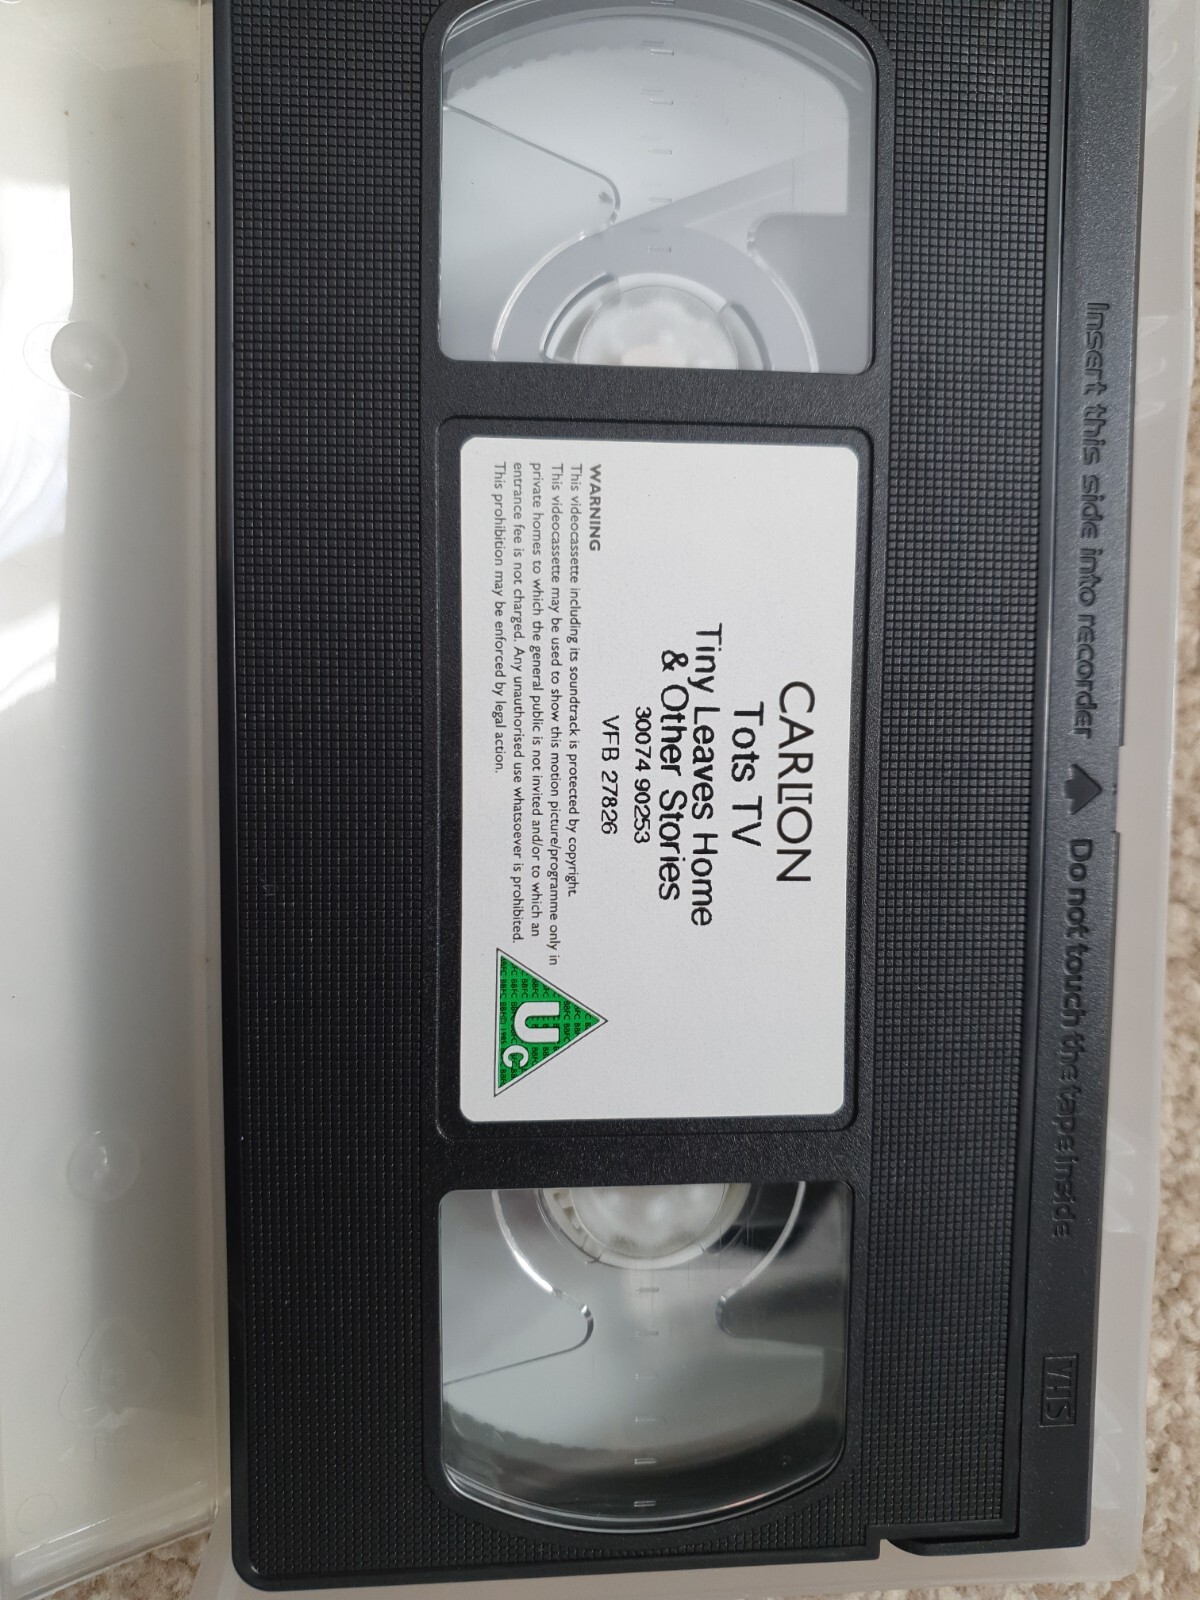 Insert this side into recorder Do not touch the tape inside
VHS
CARLTON
Tots TV
Tiny Leaves Home
& Other Stories
30074 90253
VFB 27826
WARNING
This videocassette including its soundtrack is protected by copyright.
This videocassette may be used to show this motion picture/programme only in
private homes to which the general public is not invited and/or to which an
entrance fee is not charged. Any unauthorised use whatsoever is prohibited.
This prohibition may be enforced by legal action.
Uc